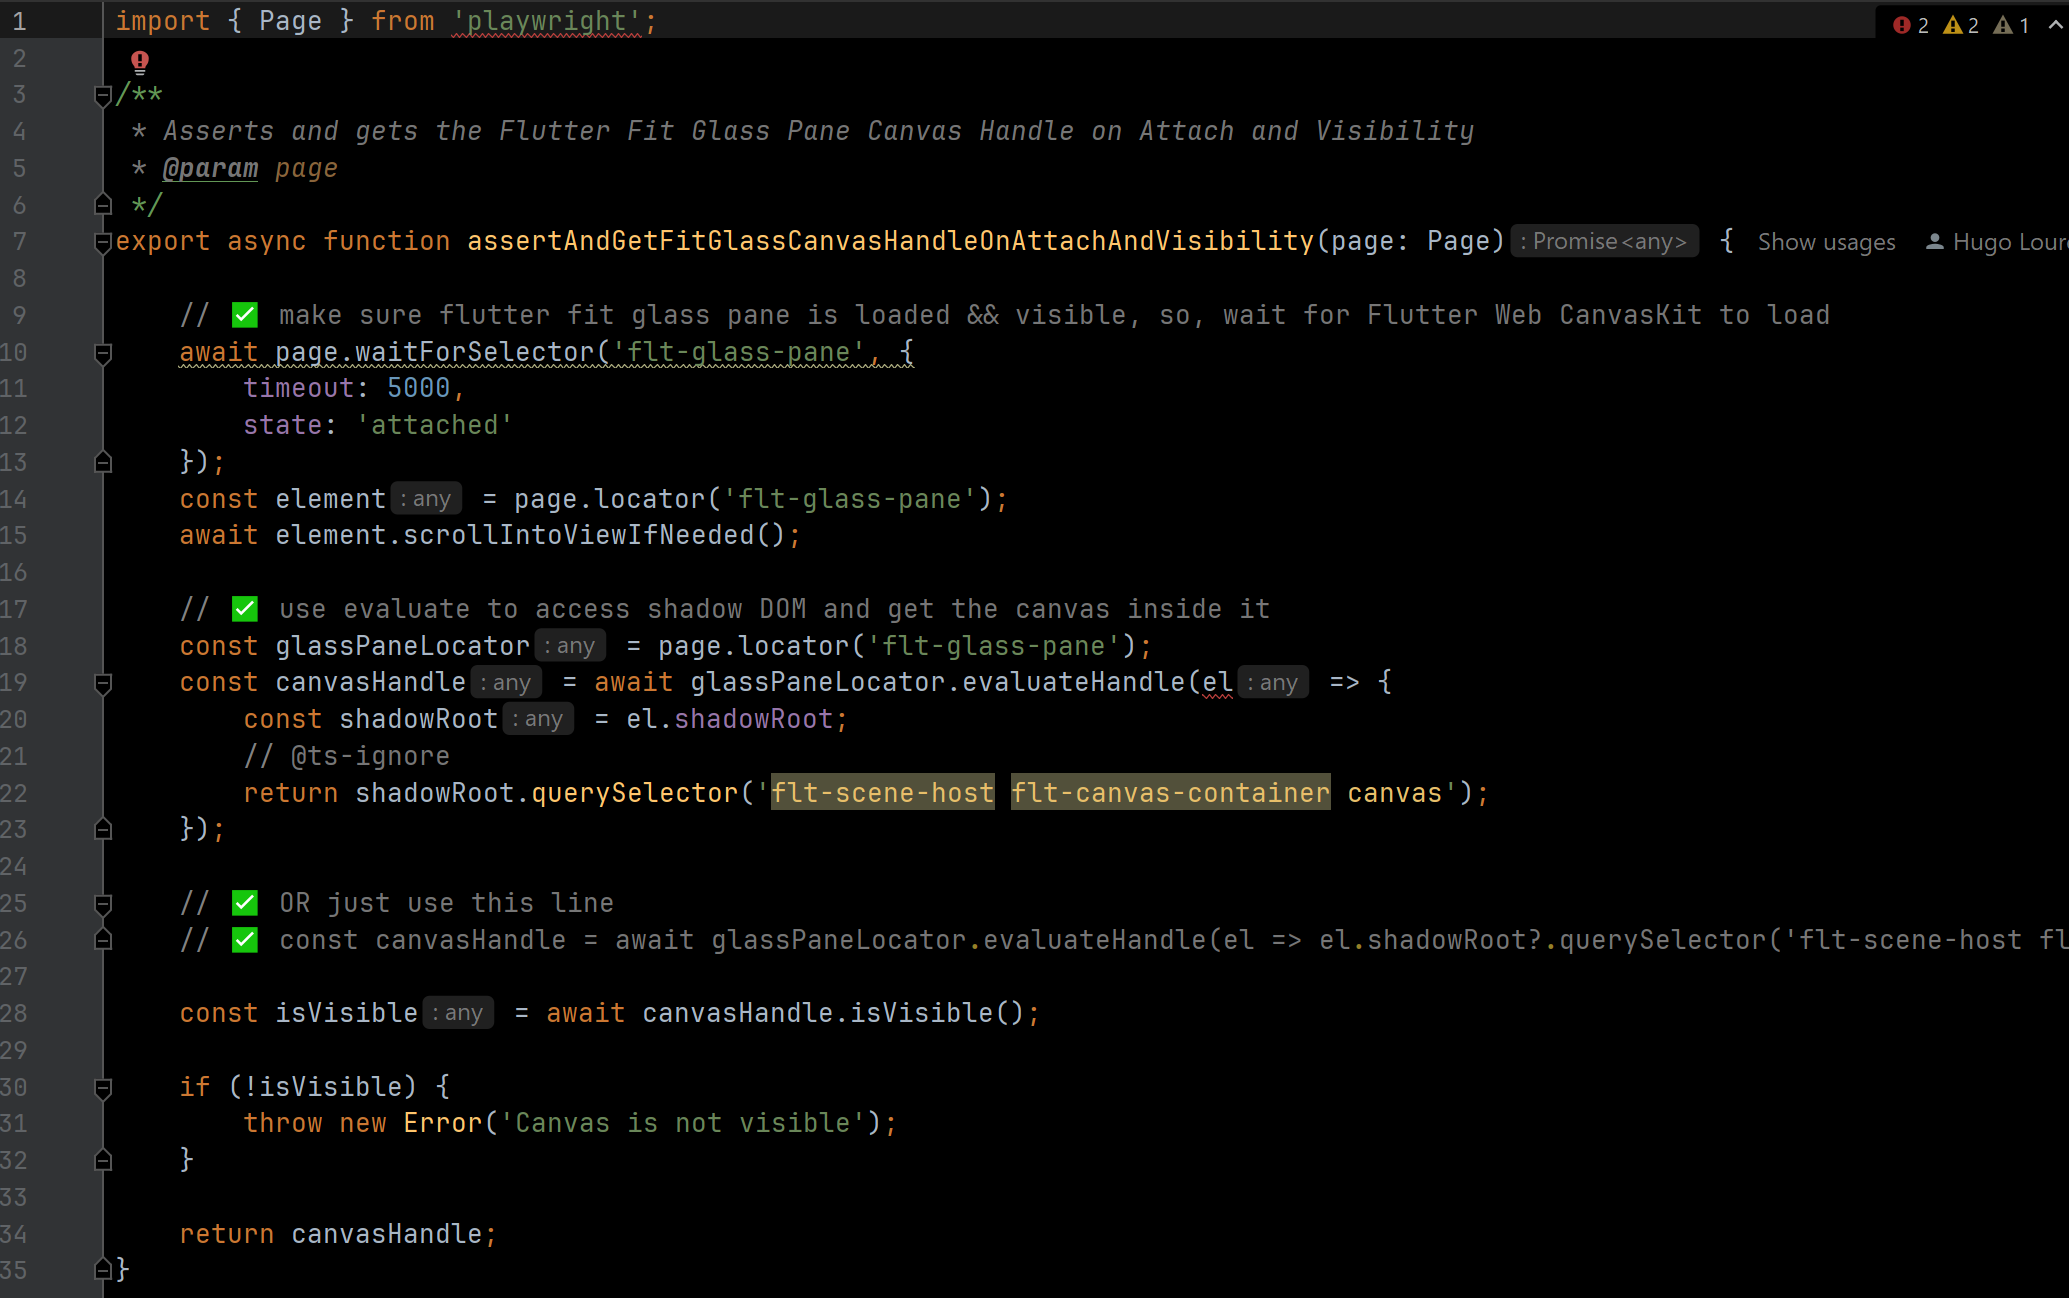 1 import { Page } from 'playwright'; 2 2 1
2
3 /**
4 * Asserts and gets the Flutter Fit Glass Pane Canvas Handle on Attach and Visibility
5 * @param page
6 */
7 export async function assertAndGetFitGlassCanvasHandleOnAttachAndVisibility(page: Page) : Promise<any> { Show usages Hugo
8
9 // ✅ make sure flutter fit glass pane is loaded && visible, so, wait for Flutter Web CanvasKit to load
10 await page.waitForSelector('flt-glass-pane', {
11 timeout: 5000,
12 state: 'attached'
13 });
14 const element : any = page.locator('flt-glass-pane');
15 await element.scrollIntoViewIfNeeded();
16
17 // ✅ use evaluate to access shadow DOM and get the canvas inside it
18 const glassPaneLocator : any = page.locator('flt-glass-pane');
19 const canvasHandle : any = await glassPaneLocator.evaluateHandle(el : any => {
20 const shadowRoot : any = el.shadowRoot;
21 // @ts-ignore
22 return shadowRoot.querySelector('flt-scene-host flt-canvas-container canvas');
23 });
24
25 // ✅ OR just use this line
26 // ✅ const canvasHandle = await glassPaneLocator.evaluateHandle(el => el.shadowRoot?.querySelector('flt-scene-host
27
28 const isVisible : any = await canvasHandle.isVisible();
29
30 if (!isVisible) {
31 throw new Error('Canvas is not visible');
32 }
33
34 return canvasHandle;
35 }